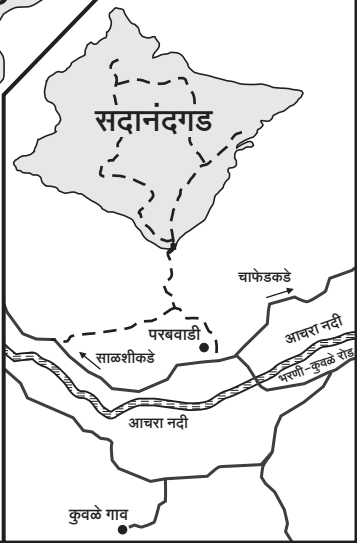 सदानंदगड
चाफेडकडे
आचरा नदी
परबवाडी
साळशीकडे
भरणी-कुवळे रोड
आचरा नदी
कुवळे गाव